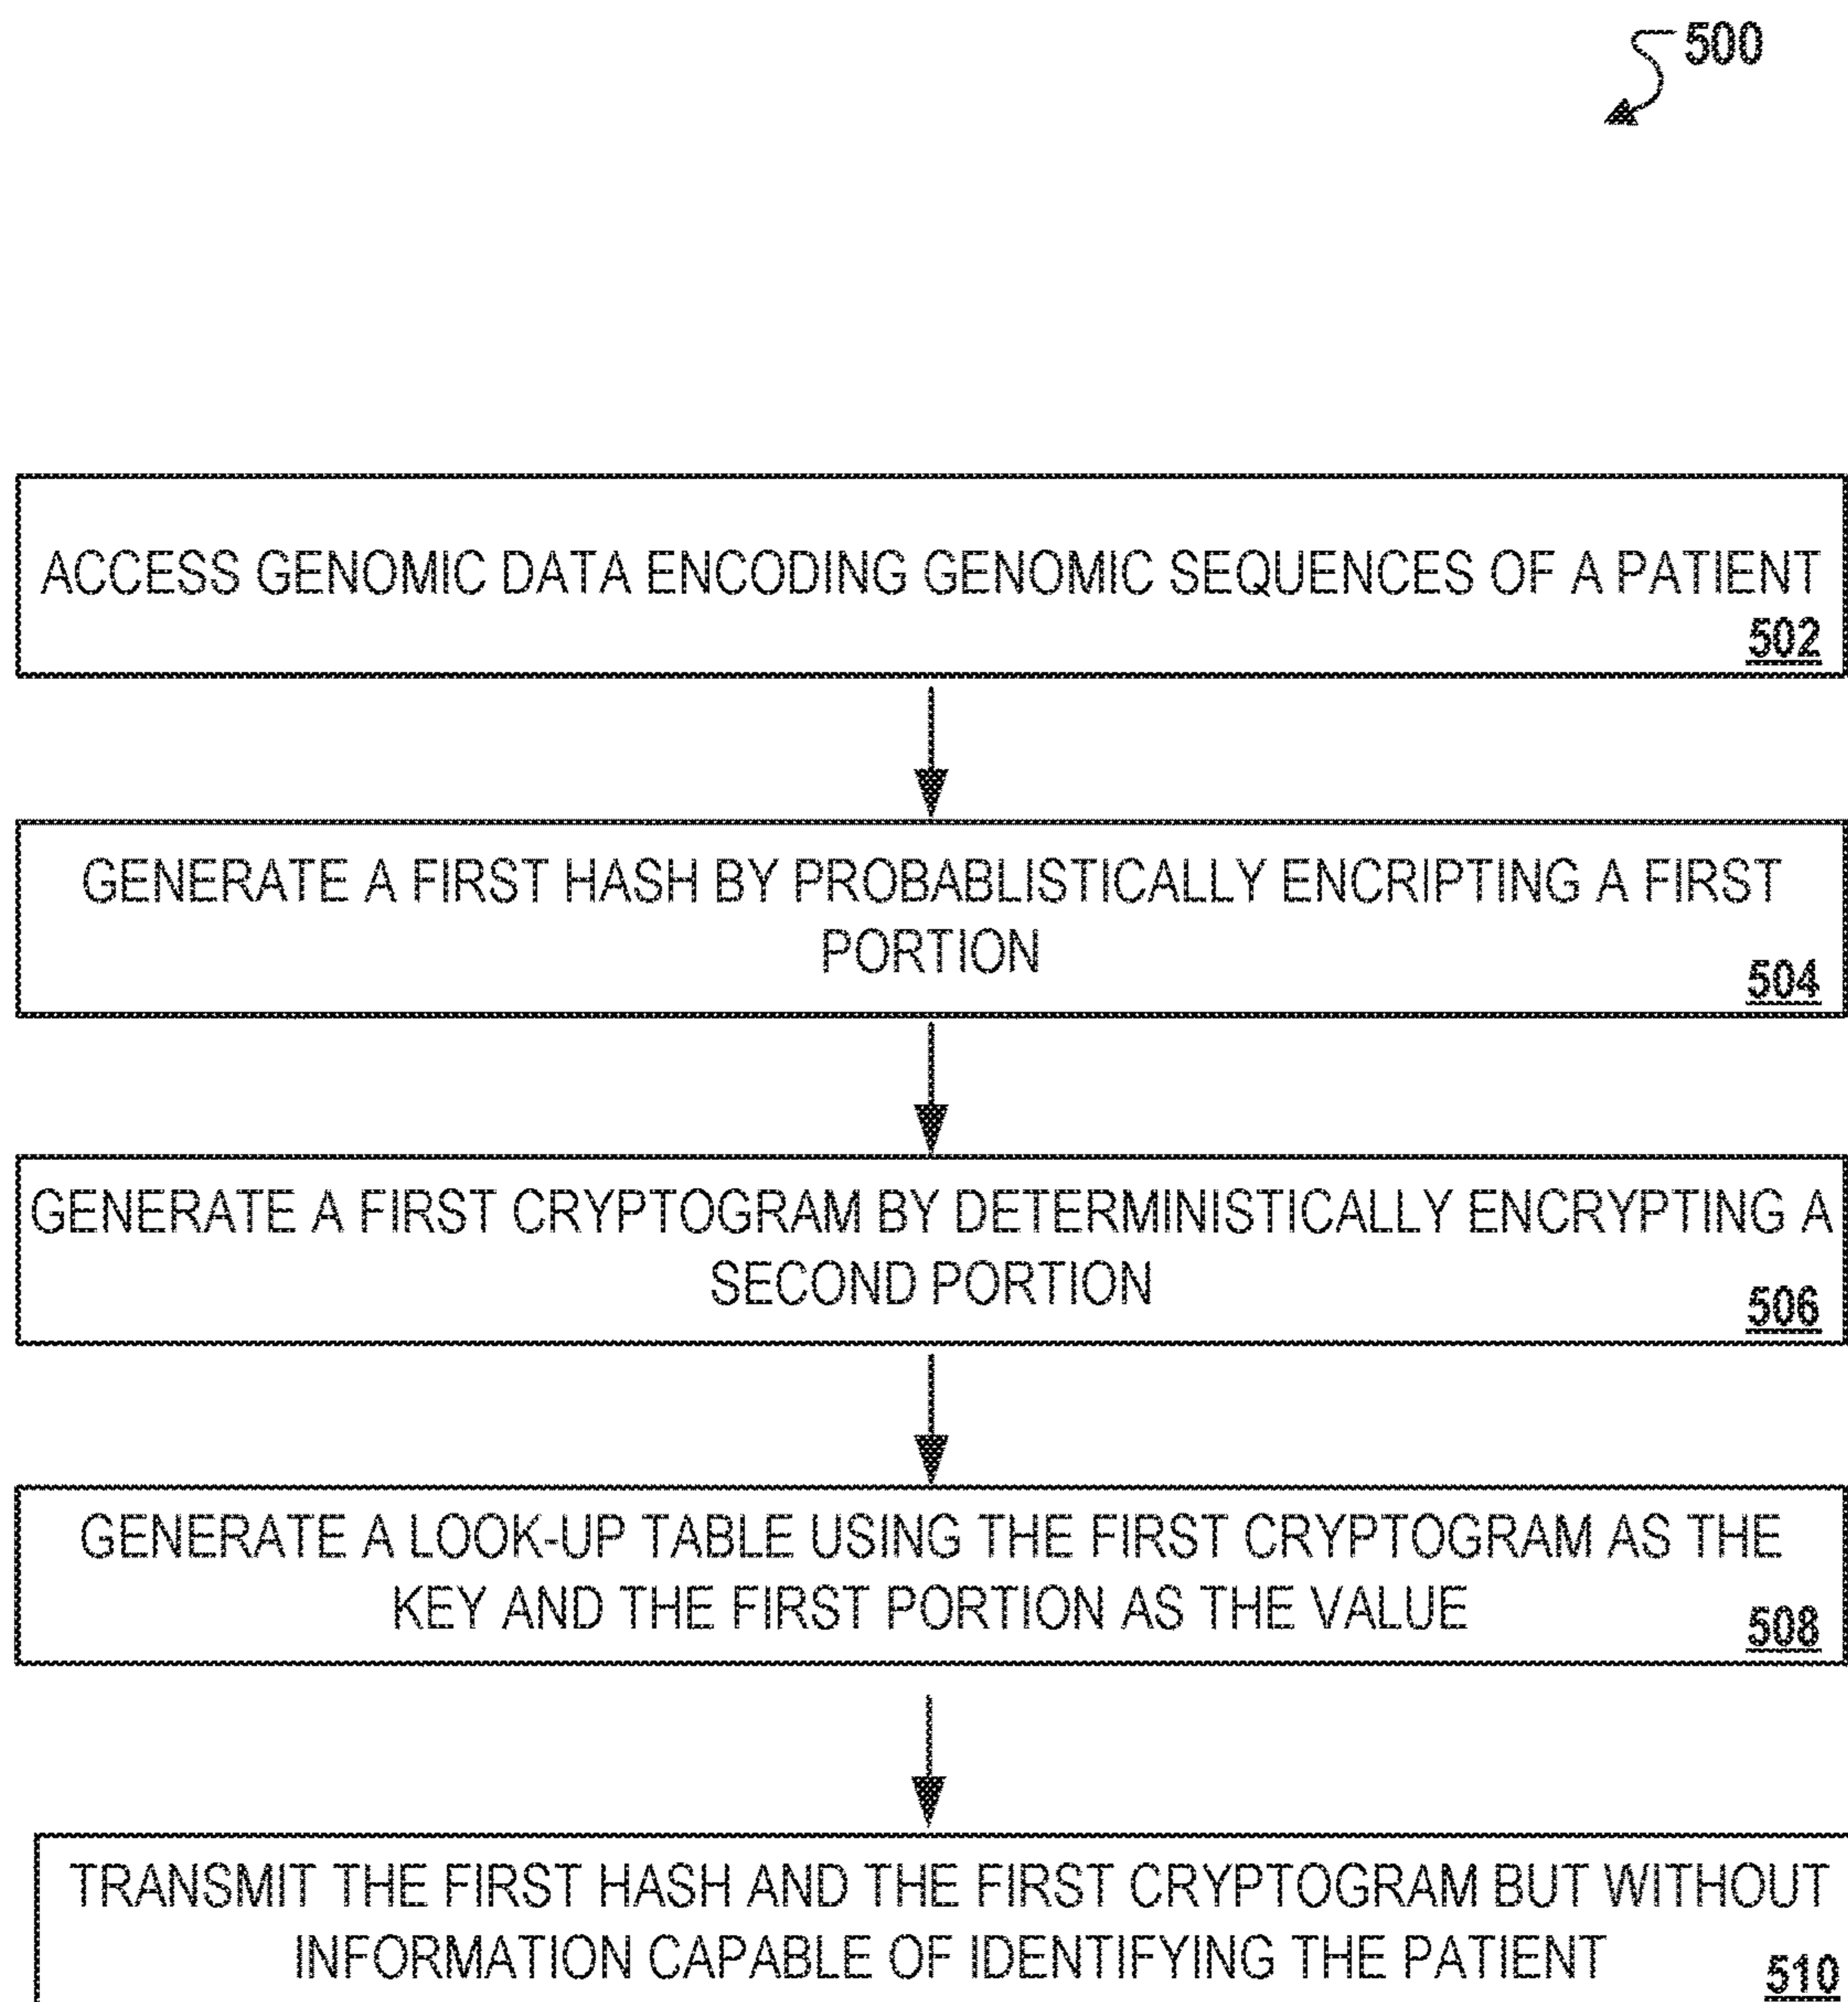 500
ACCESS GENOMIC DATA ENCODING GENOMIC SEQUENCES OF A PATIENT
502
GENERATE A FIRST HASH BY PROBABLISTICALLY ENCRIPTING A FIRST
PORTION
504
GENERATE A FIRST CRYPTOGRAM BY DETERMINISTICALLY ENCRYPTING A
SECOND PORTION
506
GENERATE A LOOK-UP TABLE USING THE FIRST CRYPTOGRAM AS THE
KEY AND THE FIRST PORTION AS THE VALUE
508
TRANSMIT THE FIRST HASH AND THE FIRST CRYPTOGRAM BUT WITHOUT
INFORMATION CAPABLE OF IDENTIFYING THE PATIENT
510